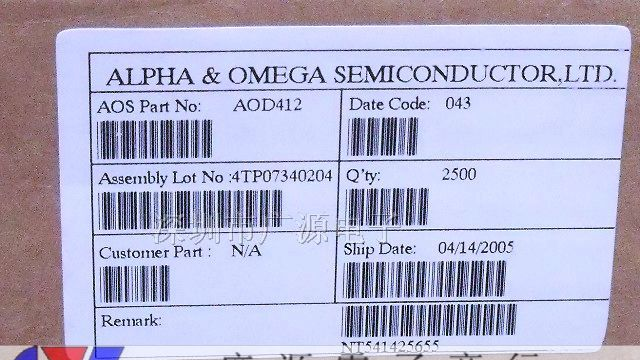 ALPHA & OMEGA SEMICONDUCTOR,LTD.
AOS Part No: AOD412 Date Code: 043
Assembly Lot No :4TP07340204 Q'ty: 2500
深圳市广源电子
Customer Part : N/A Ship Date: 04/14/2005
Remark:
NT541425655